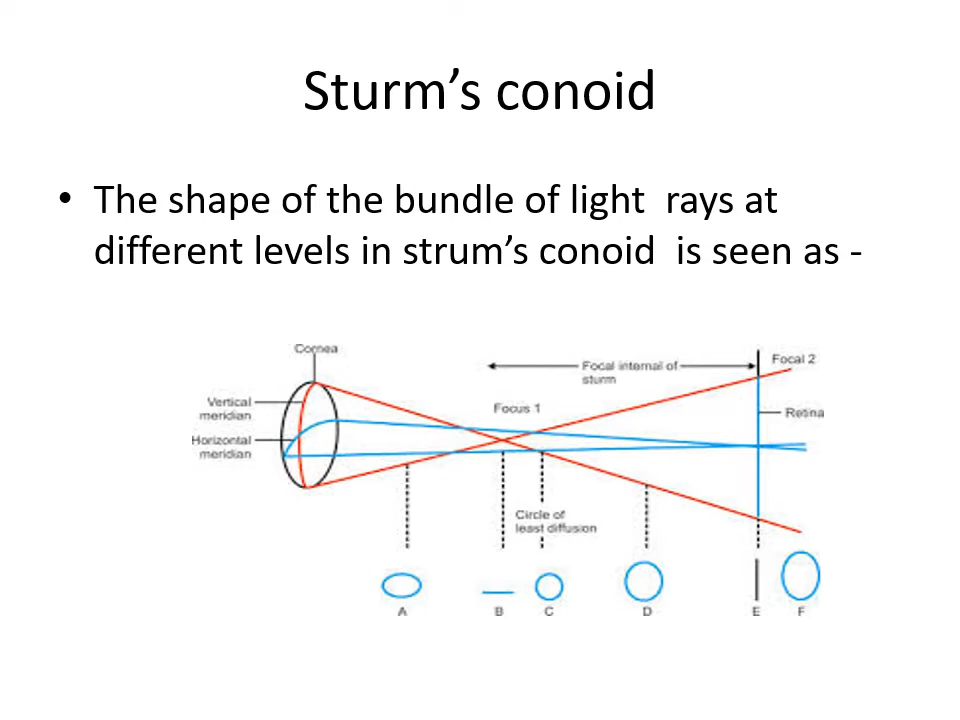 Sturm’s conoid
• The shape of the bundle of light  rays at
different levels in strum’s conoid  is seen as -
Cornea
Focal 2
Focal internal of
sturm
Vertical
meridian
Focus 1
Retina
Horizontal
meridian
Circle of
least diffusion
A B C D E F